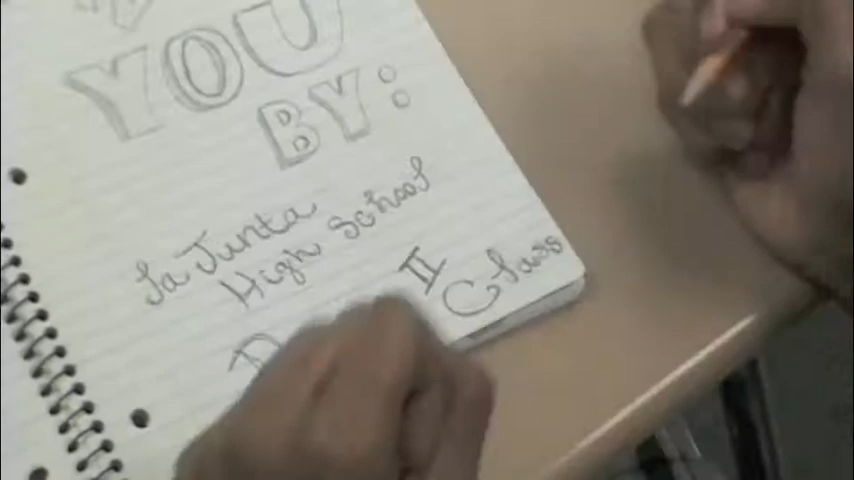 YOU
BY:
La Junta
High School
II
Class